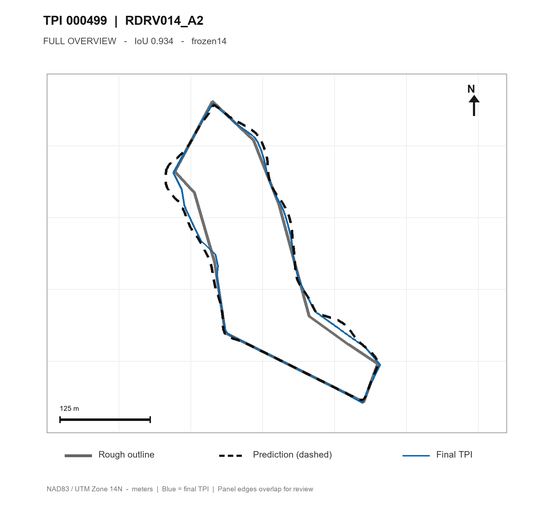 TPI 000499 | RDRV014_A2
FULL OVERVIEW - IoU 0.934 - frozen14
N
125 m
Rough outline Prediction (dashed) Final TPI
NAD83 / UTM Zone 14N - meters | Blue = final TPI | Panel edges overlap for review